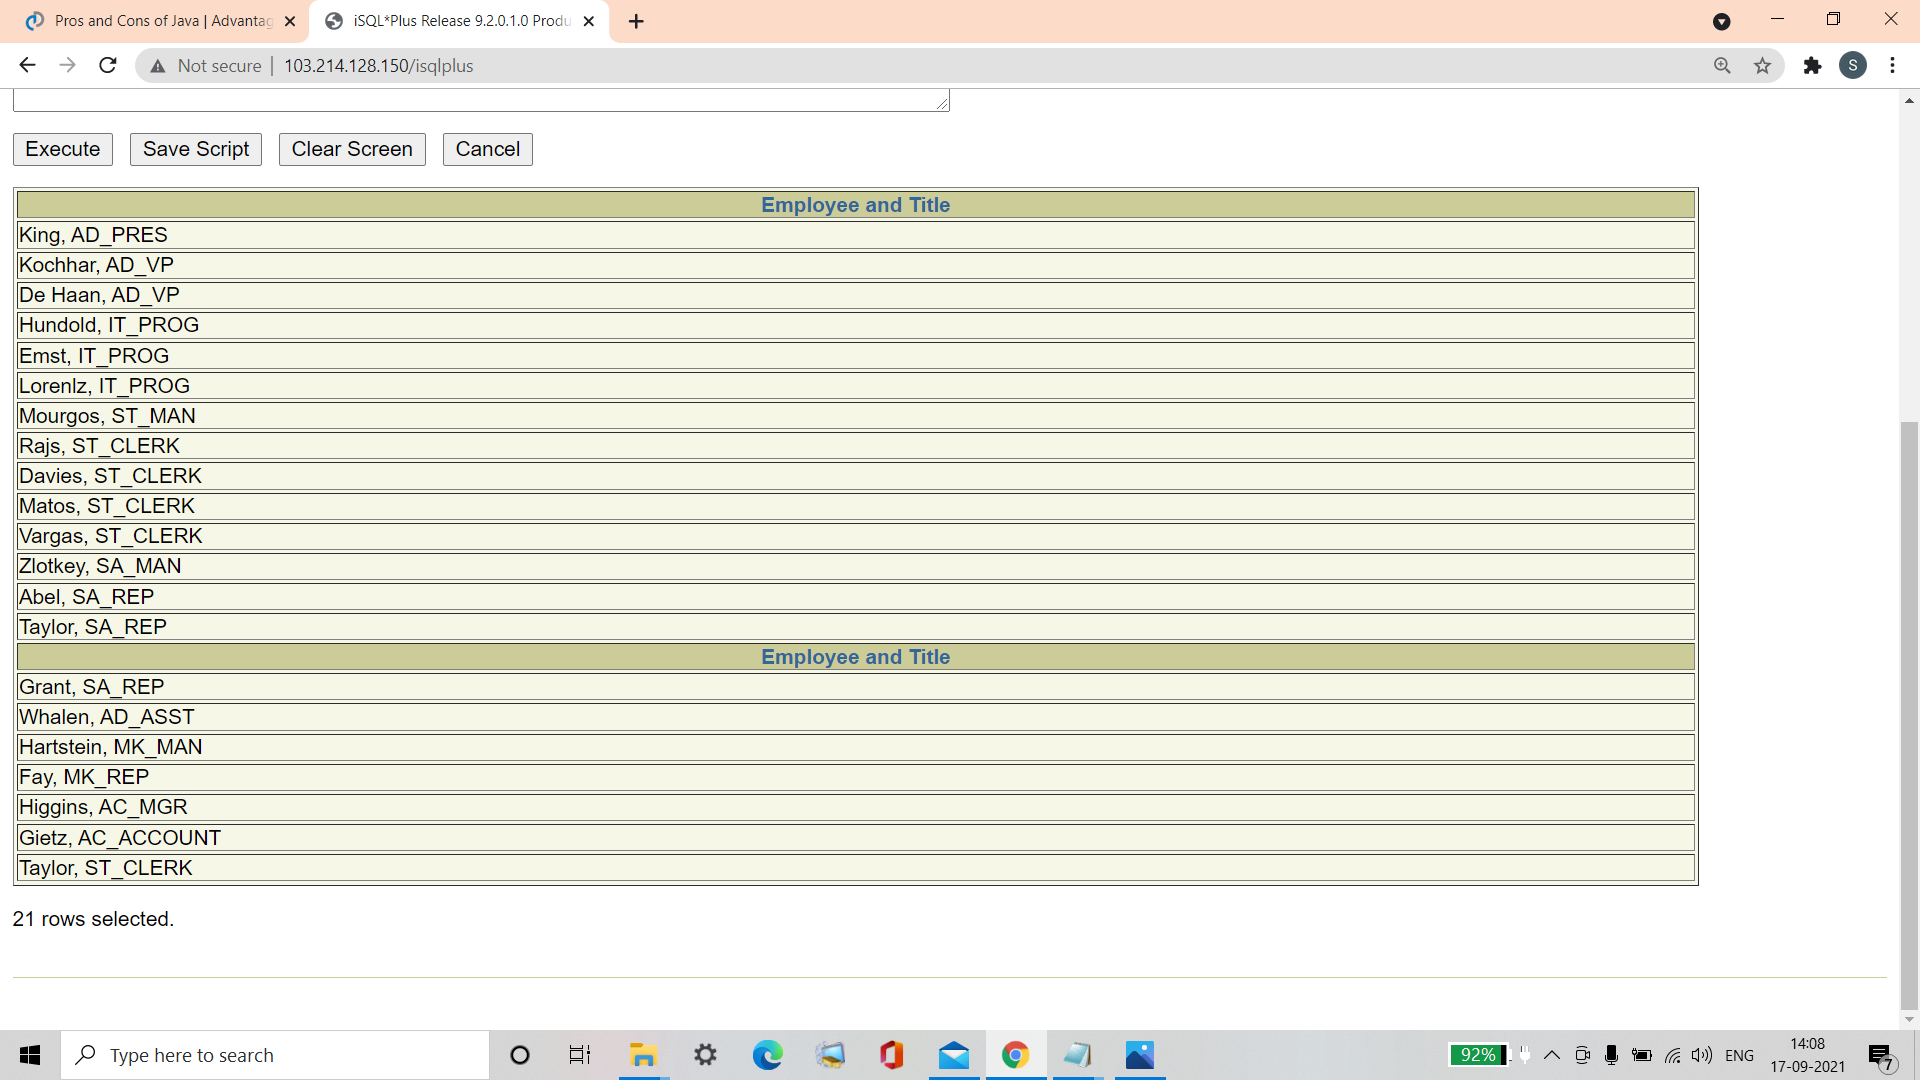 Pros and Cons of Java | Advantag
iSQL*Plus Release 9.2.0.1.0 Produ
Not secure | 103.214.128.150/isqlplus
S
Execute Save Script Clear Screen Cancel
Employee and Title
King, AD_PRES
Kochhar, AD_VP
De Haan, AD_VP
Hundold, IT_PROG
Emst, IT_PROG
Lorenlz, IT_PROG
Mourgos, ST_MAN
Rajs, ST_CLERK
Davies, ST_CLERK
Matos, ST_CLERK
Vargas, ST_CLERK
Zlotkey, SA_MAN
Abel, SA_REP
Taylor, SA_REP
Employee and Title
Grant, SA_REP
Whalen, AD_ASST
Hartstein, MK_MAN
Fay, MK_REP
Higgins, AC_MGR
Gietz, AC_ACCOUNT
Taylor, ST_CLERK
21 rows selected.
Type here to search
92%
ENG
14:08
17-09-2021
7